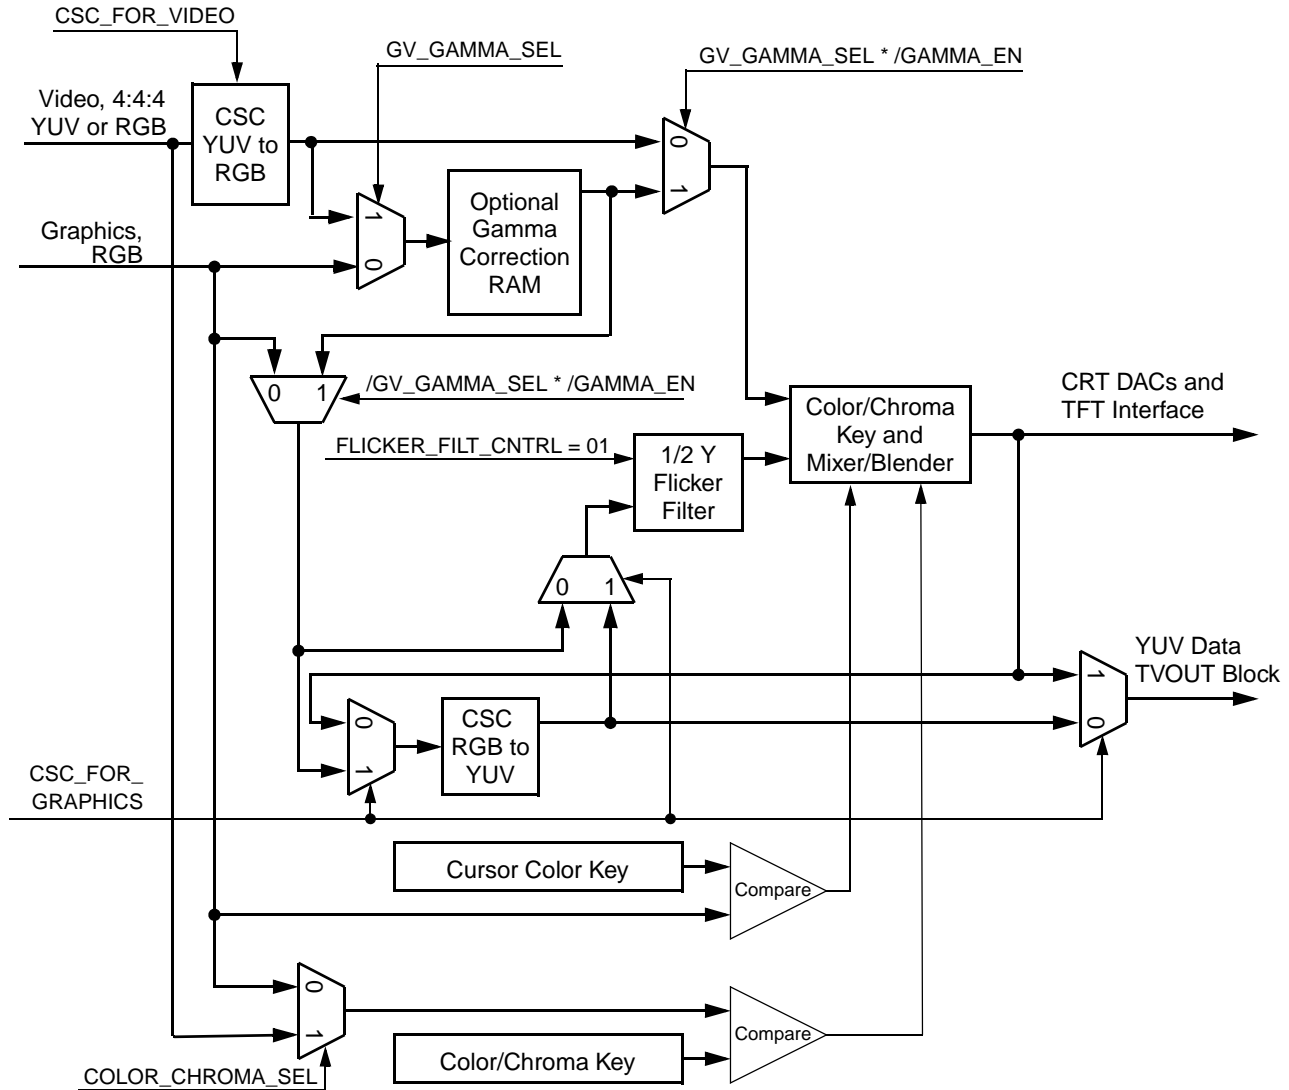 CSC_FOR_VIDEO
GV_GAMMA_SEL
GV_GAMMA_SEL * /GAMMA_EN
Video, 4:4:4
YUV or RGB
CSC
YUV to
RGB
0
1
Optional
Gamma
Correction
RAM
1
0
Graphics,
RGB
0 1
/GV_GAMMA_SEL * /GAMMA_EN
Color/Chroma
Key and
Mixer/Blender
CRT DACs and
TFT Interface
FLICKER_FILT_CNTRL = 01
1/2 Y
Flicker
Filter
0 1
YUV Data
TVOUT Block
1
0
0
1
CSC
RGB to
YUV
CSC_FOR_
GRAPHICS
Cursor Color Key
Compare
0
1
Compare
Color/Chroma Key
COLOR_CHROMA_SEL